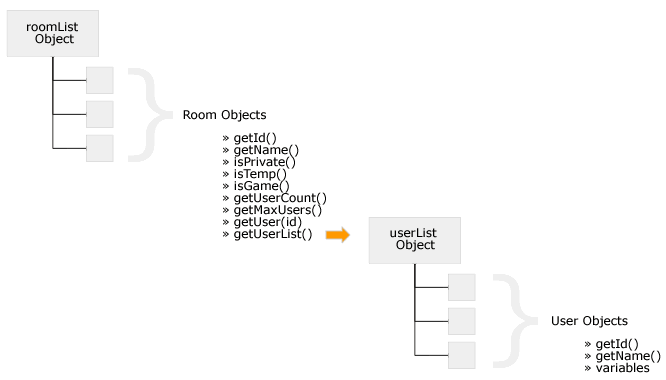 roomList
Object
Room Objects
» getId()
» getName()
» isPrivate()
» isTemp()
» isGame()
» getUserCount()
» getMaxUsers()
» getUser(id)
» getUserList()
userList
Object
User Objects
» getId()
» getName()
» variables